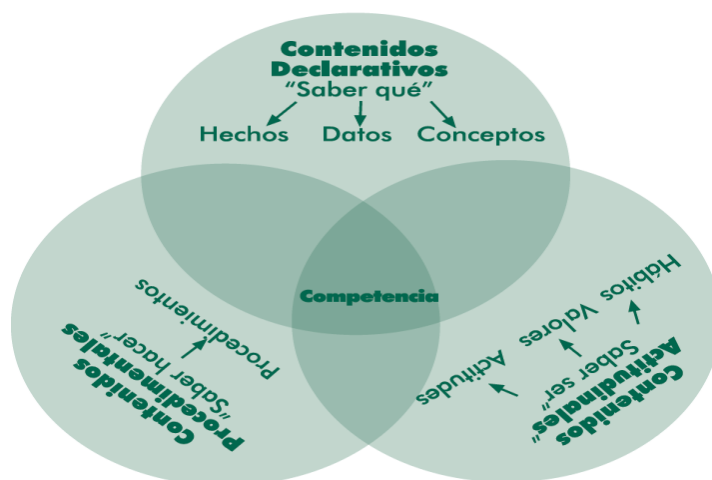 Contenidos
Declarativos
“Saber qué”
Hechos Datos Conceptos
Competencia
Contenidos
Procedimentales
“Saber hacer”
Procedimientos
Contenidos
Actitudinales"
Saber ser”
Actitudes Valores Hábitos